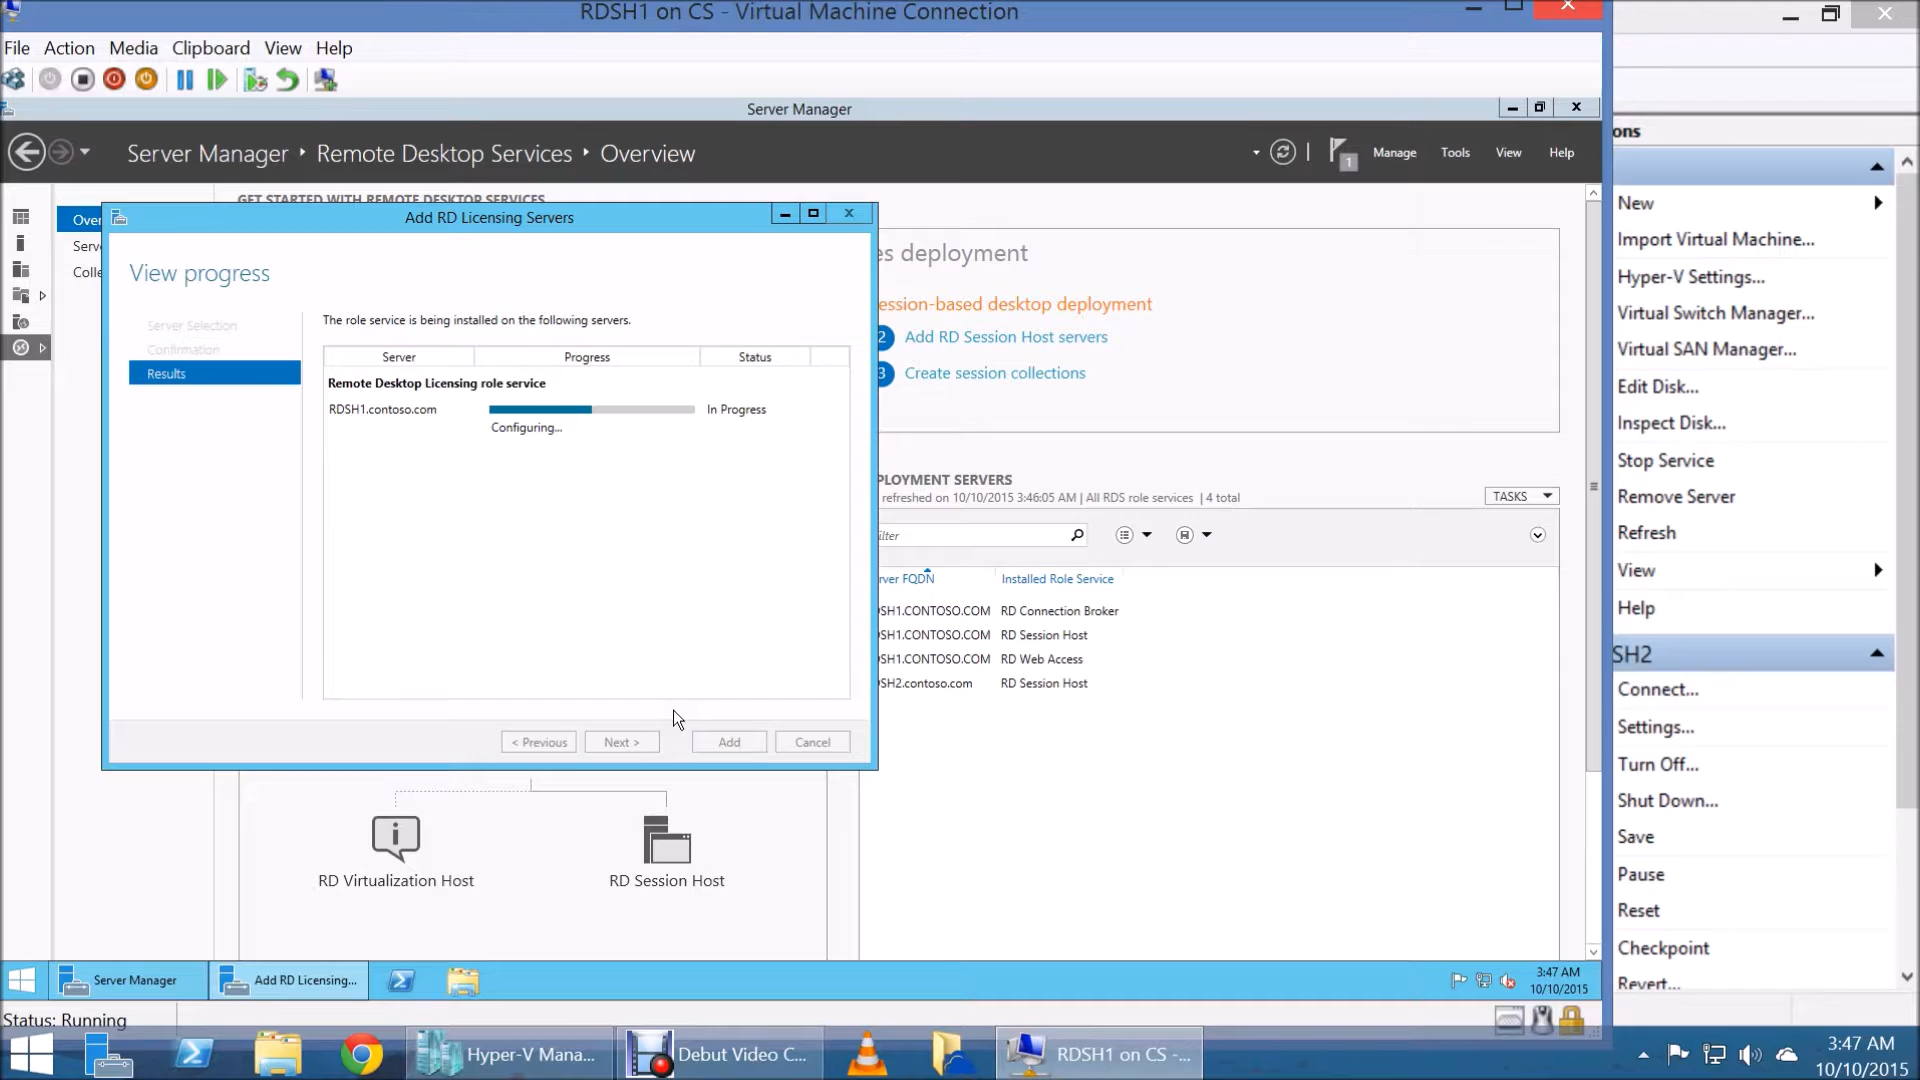 RDSH1 on CS - Virtual Machine Connection
File Action Media Clipboard View Help
Server Manager
Server Manager ‣ Remote Desktop Services ‣ Overview
1 Manage Tools View Help
GET STARTED WITH REMOTE DESKTOP SERVICES
Add RD Licensing Servers
View progress
Server Selection
Confirmation
Results
The role service is being installed on the following servers.
Server Progress Status
Remote Desktop Licensing role service
RDSH1.contoso.com In Progress
Configuring...
< Previous Next > Add Cancel
Over
Serve
Colle
es deployment
ession-based desktop deployment
2 Add RD Session Host servers
3 Create session collections
PLOYMENT SERVERS
refreshed on 10/10/2015 3:46:05 AM | All RDS role services | 4 total
TASKS
ilter
rver FQDN Installed Role Service
SH1.CONTOSO.COM RD Connection Broker
SH1.CONTOSO.COM RD Session Host
SH1.CONTOSO.COM RD Web Access
SH2.contoso.com RD Session Host
RD Virtualization Host
RD Session Host
Server Manager
Add RD Licensing...
3:47 AM
10/10/2015
Status: Running
ons
New
Import Virtual Machine...
Hyper-V Settings...
Virtual Switch Manager...
Virtual SAN Manager...
Edit Disk...
Inspect Disk...
Stop Service
Remove Server
Refresh
View
Help
SH2
Connect...
Settings...
Turn Off...
Shut Down...
Save
Pause
Reset
Checkpoint
Revert...
Hyper-V Mana...
Debut Video C...
RDSH1 on CS -...
3:47 AM
10/10/2015